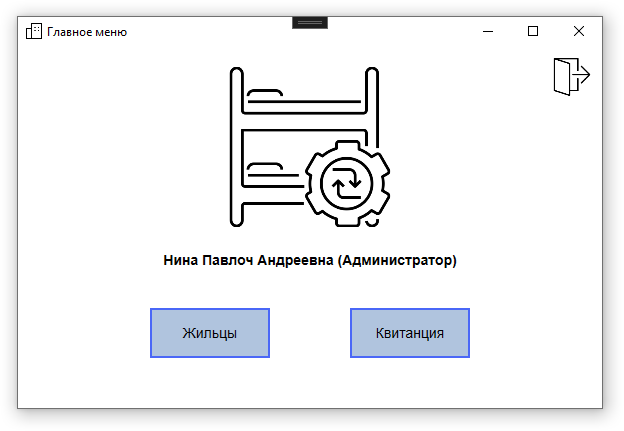 Главное меню
Нина Павлоч Андреевна (Администратор)
Жильцы
Квитанция